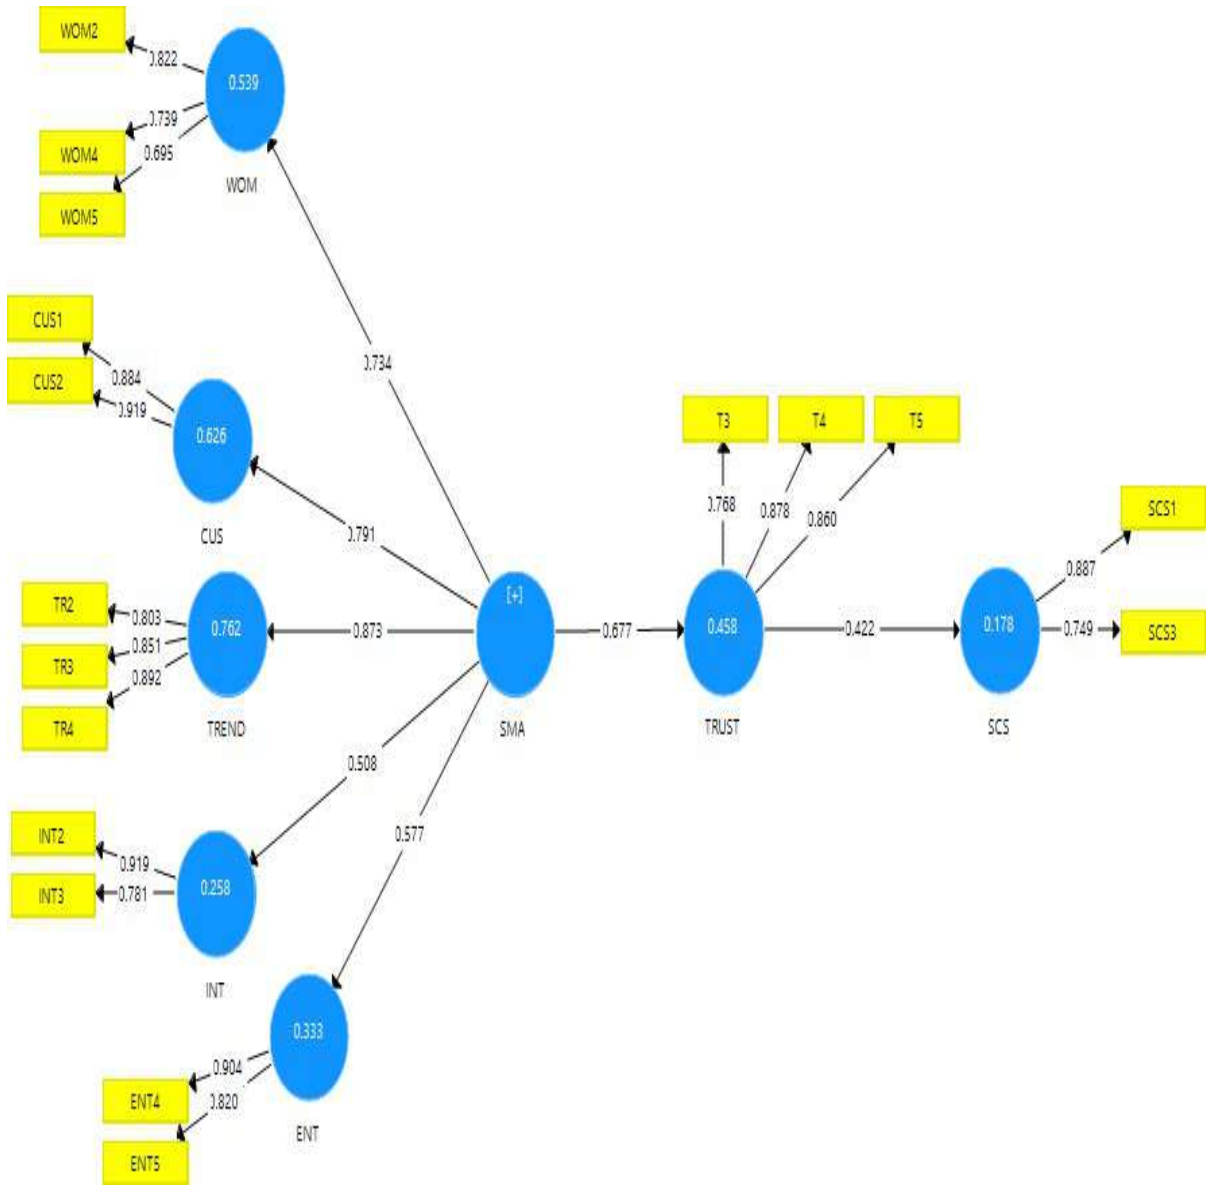 WOM2
0.822
0.539
0.739
WOM4
0.695
WOM
WOM5
CUS1
0.734
0.884
CUS2
0.919
T3
T4
T5
0.626
0.768
0.878
0.860
SCS1
CUS
0.791
0.887
TR2
[+]
0.803
0.762
0.873
0.677
0.458
0.422
0.178
0.749
SCS3
0.851
TR3
0.892
TR4
TREND
SMA
TRUST
SCS
0.508
INT2
0.577
0.919
0.258
INT3
0.781
INT
0.333
0.904
ENT4
0.820
ENT
ENT5